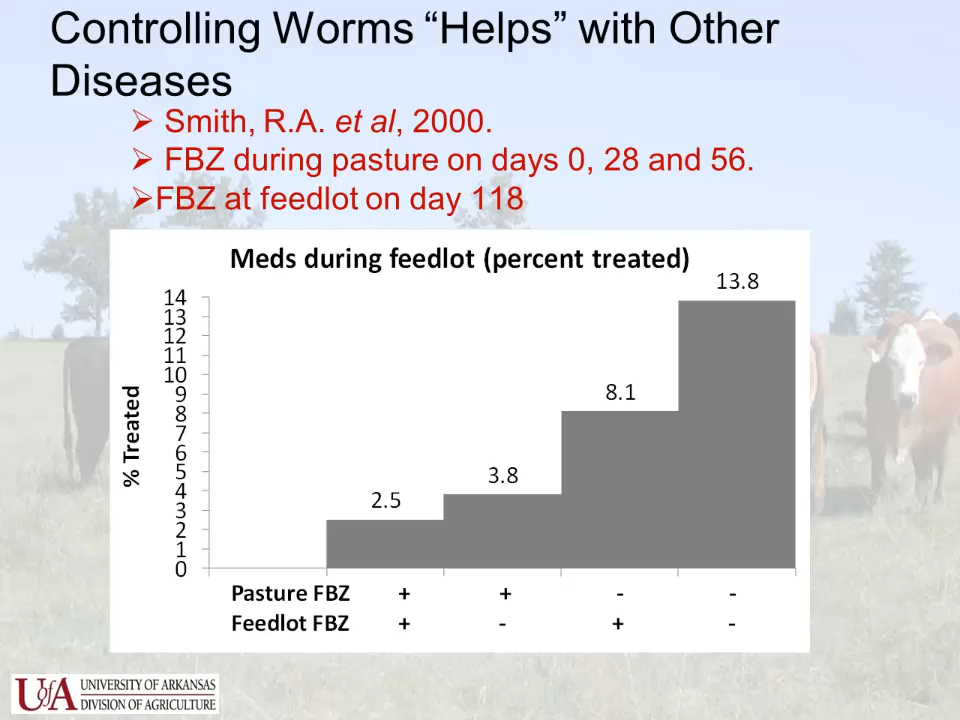 Controlling Worms “Helps” with Other
Diseases
➢ Smith, R.A. et al, 2000.
➢ FBZ during pasture on days 0, 28 and 56.
➢FBZ at feedlot on day 118
Meds during feedlot (percent treated)
% Treated
14
13
12
11
10
9
8
7
6
5
4
3
2
1
0
2.5
3.8
8.1
13.8
Pasture FBZ + + - -
Feedlot FBZ + - + -
UofA UNIVERSITY OF ARKANSAS
DIVISION OF AGRICULTURE